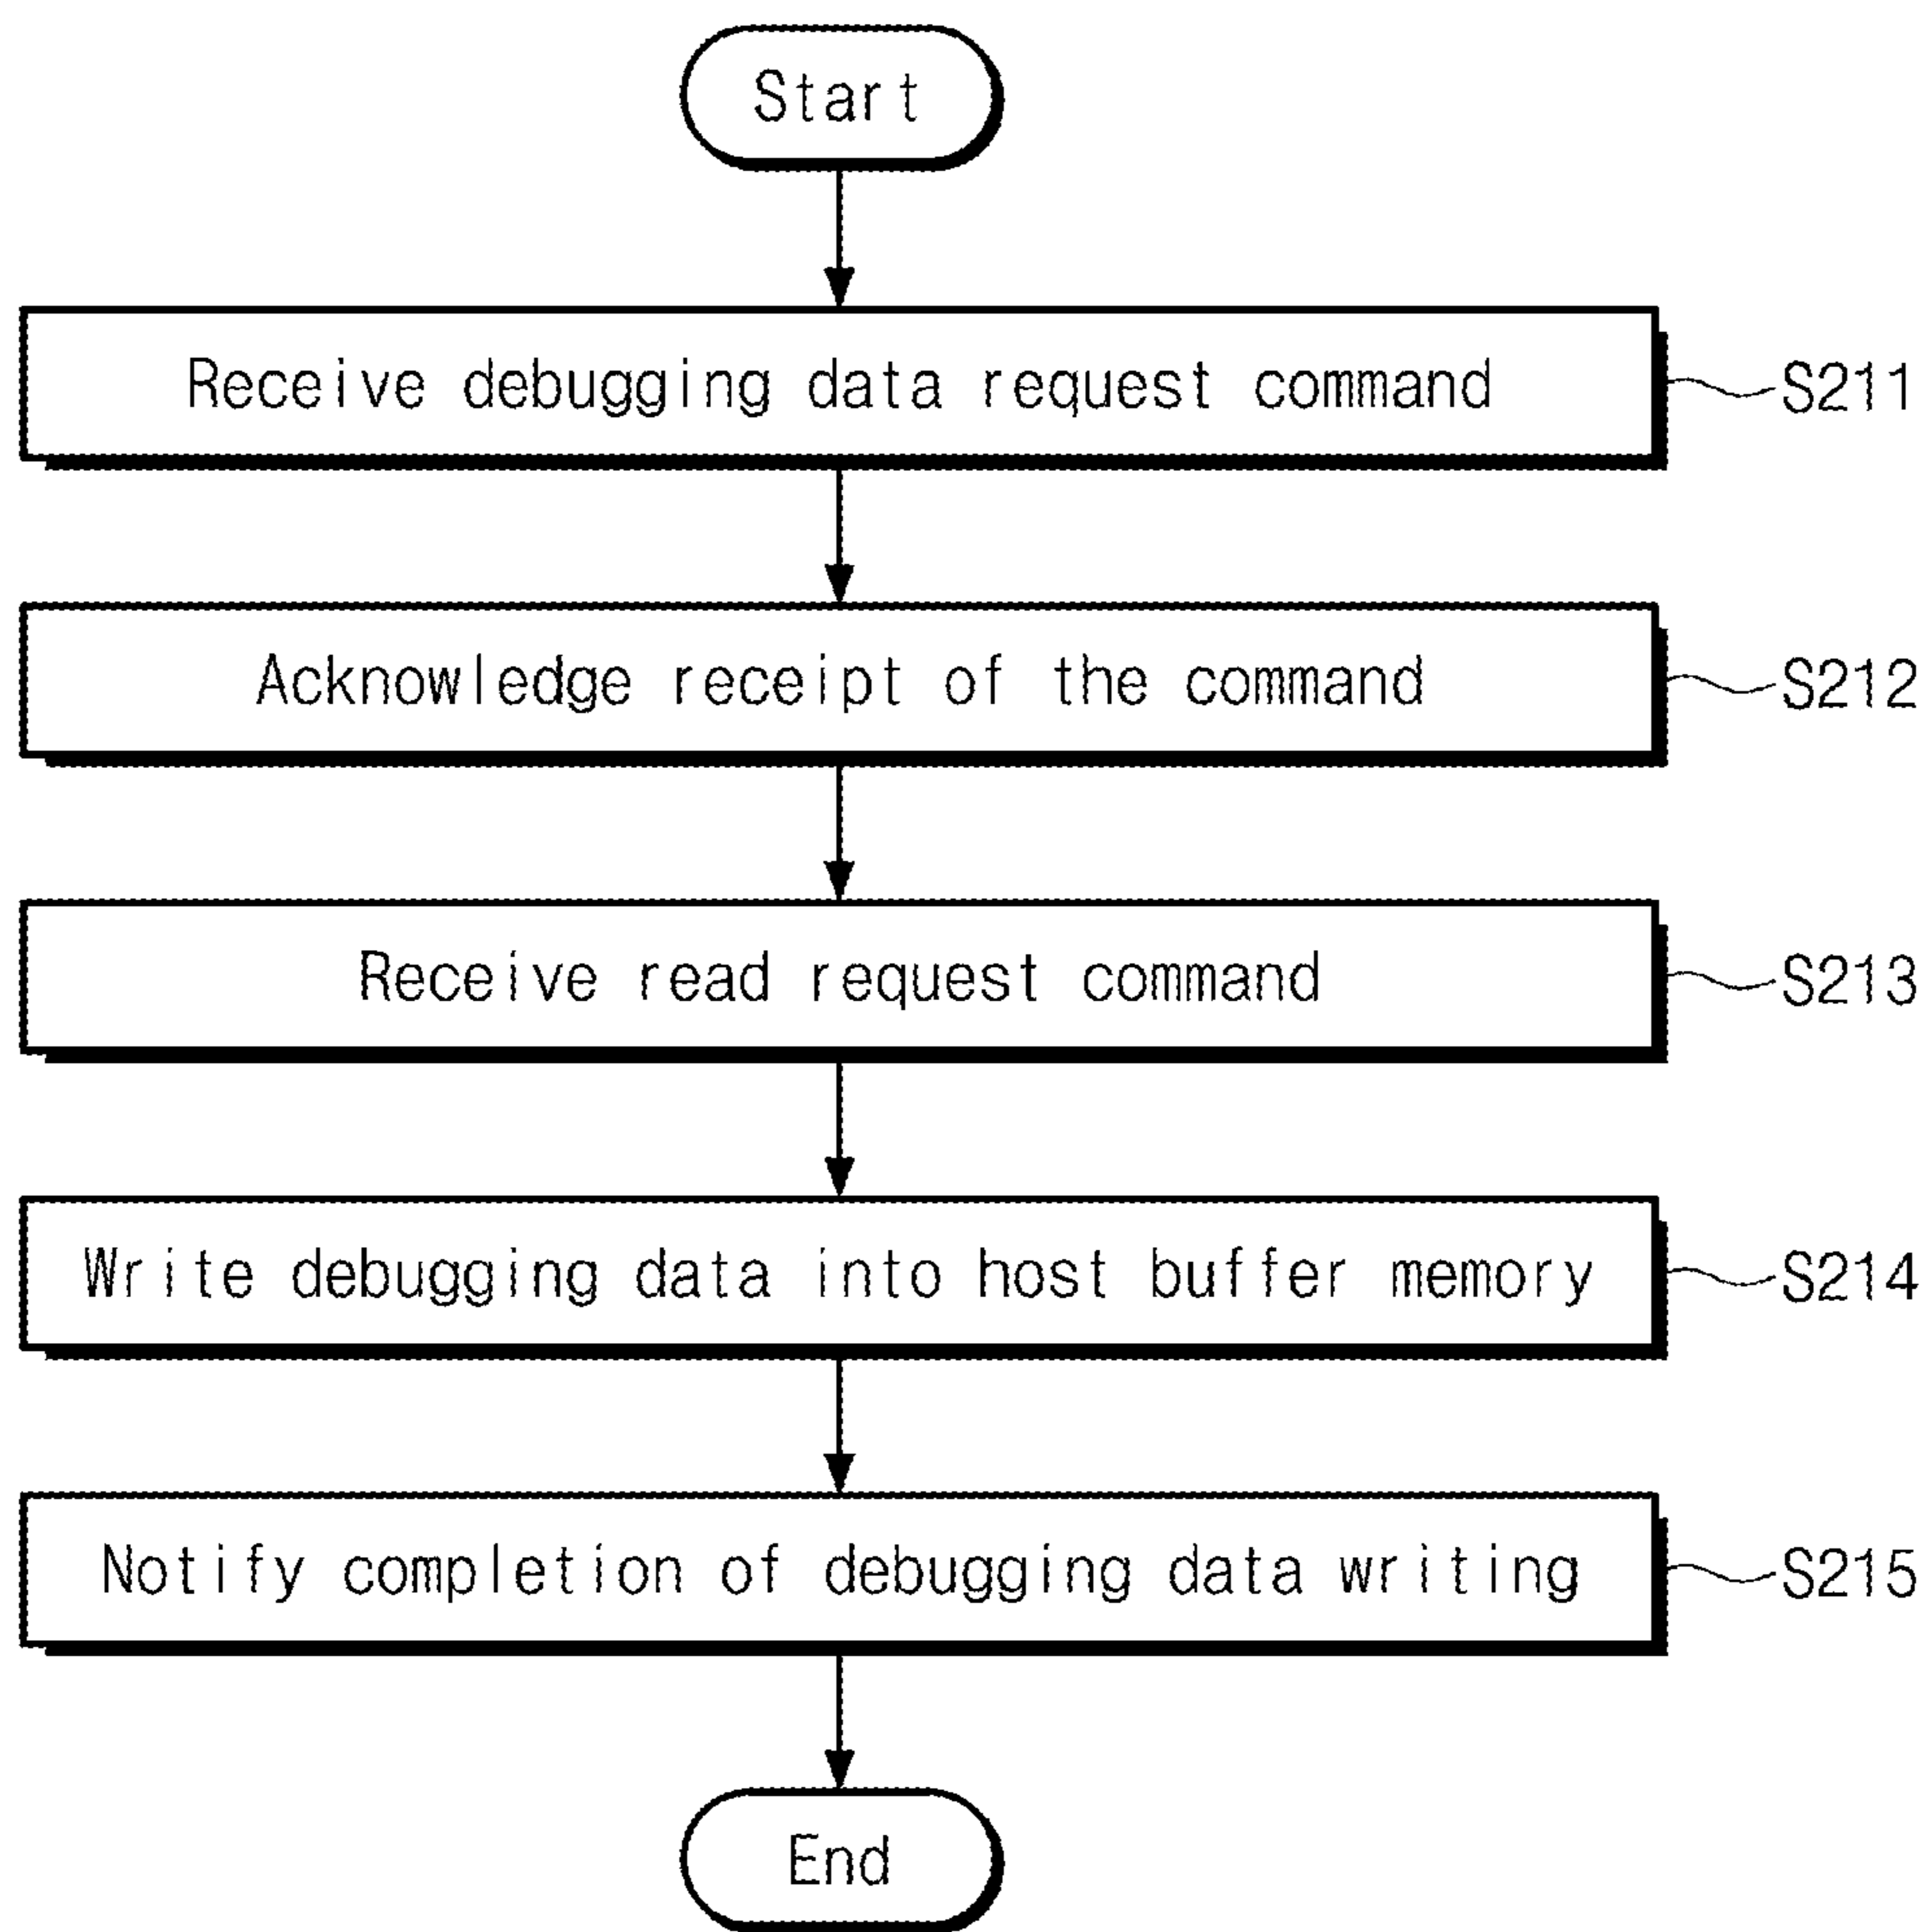 Start
Receive debugging data request command
S211
Acknowledge receipt of the command
S212
Receive read request command
S213
Write debugging data into host buffer memory
S214
Notify completion of debugging data writing
S215
End